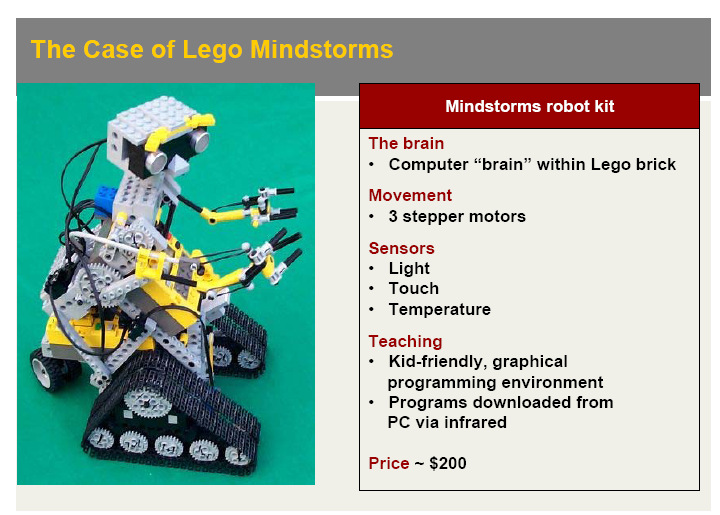 The Case of Lego Mindstorms
Mindstorms robot kit
The brain
• Computer “brain” within Lego brick
Movement
• 3 stepper motors
Sensors
• Light
• Touch
• Temperature
Teaching
• Kid-friendly, graphical
programming environment
• Programs downloaded from
PC via infrared
Price ~ $200